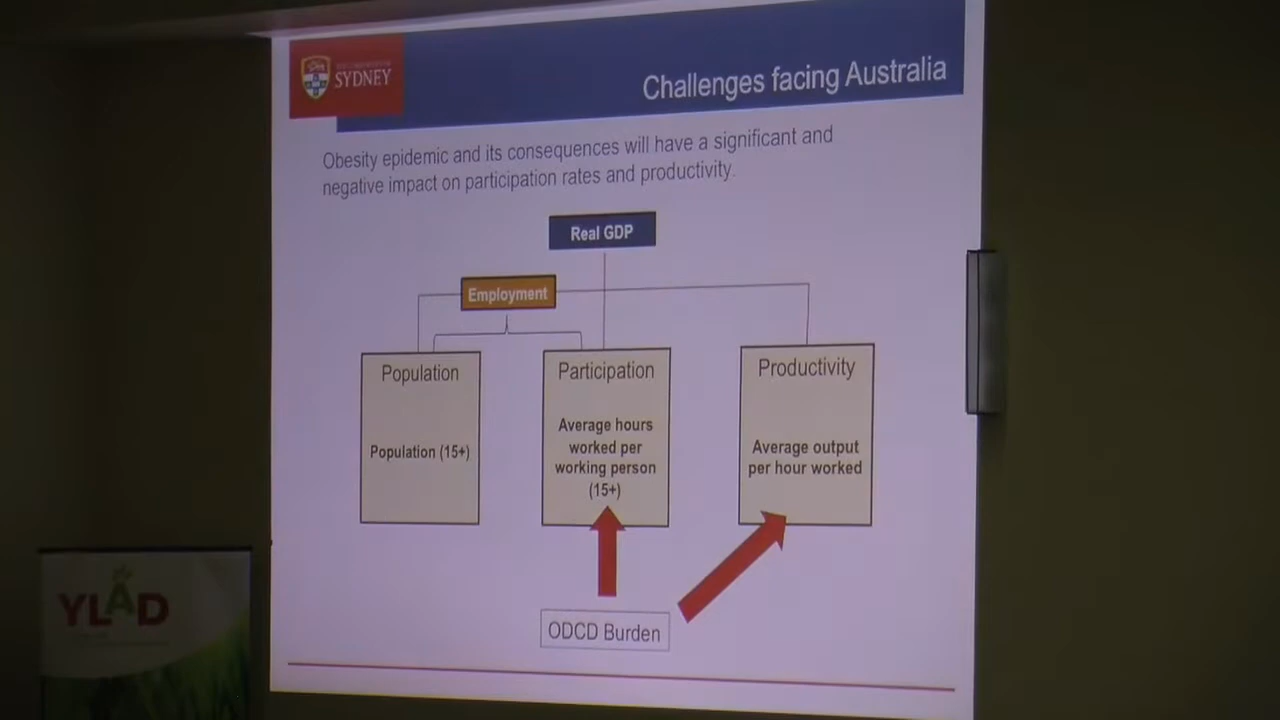 SYDNEY
Challenges facing Australia
Obesity epidemic and its consequences will have a significant and
negative impact on participation rates and productivity.
Real GDP
Employment
Population
Population (15+)
Participation
Average hours
worked per
working person
(15+)
Productivity
Average output
per hour worked
ODCD Burden
YLAD